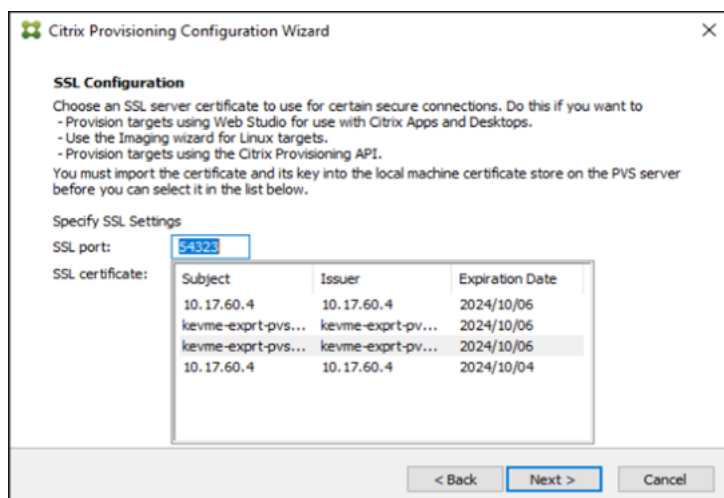 Citrix Provisioning Configuration Wizard
SSL Configuration
Choose an SSL server certificate to use for certain secure connections. Do this if you want to
- Provision targets using Web Studio for use with Citrix Apps and Desktops.
- Use the Imaging wizard for Linux targets.
- Provision targets using the Citrix Provisioning API.
You must import the certificate and its key into the local machine certificate store on the PVS server
before you can select it in the list below.
Specify SSL Settings
SSL port: 54323
SSL certificate: Subject Issuer Expiration Date
10.17.60.4 10.17.60.4 2024/10/06
kevme-exprt-pvs... kevme-exprt-pv... 2024/10/06
kevme-exprt-pvs... kevme-exprt-pv... 2024/10/06
10.17.60.4 10.17.60.4 2024/10/04
< Back Next > Cancel